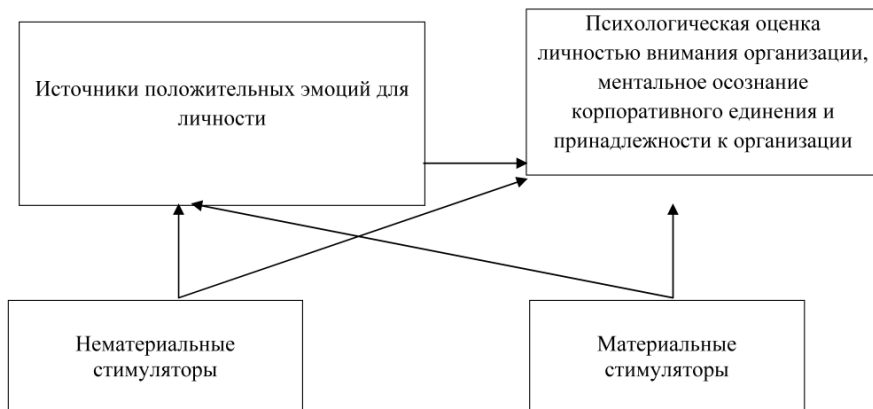 Источники положительных эмоций для
личности
Психологическая оценка
личностью внимания организации,
ментальное осознание
корпоративного единения и
принадлежности к организации
Нематериальные
стимуляторы
Материальные
стимуляторы